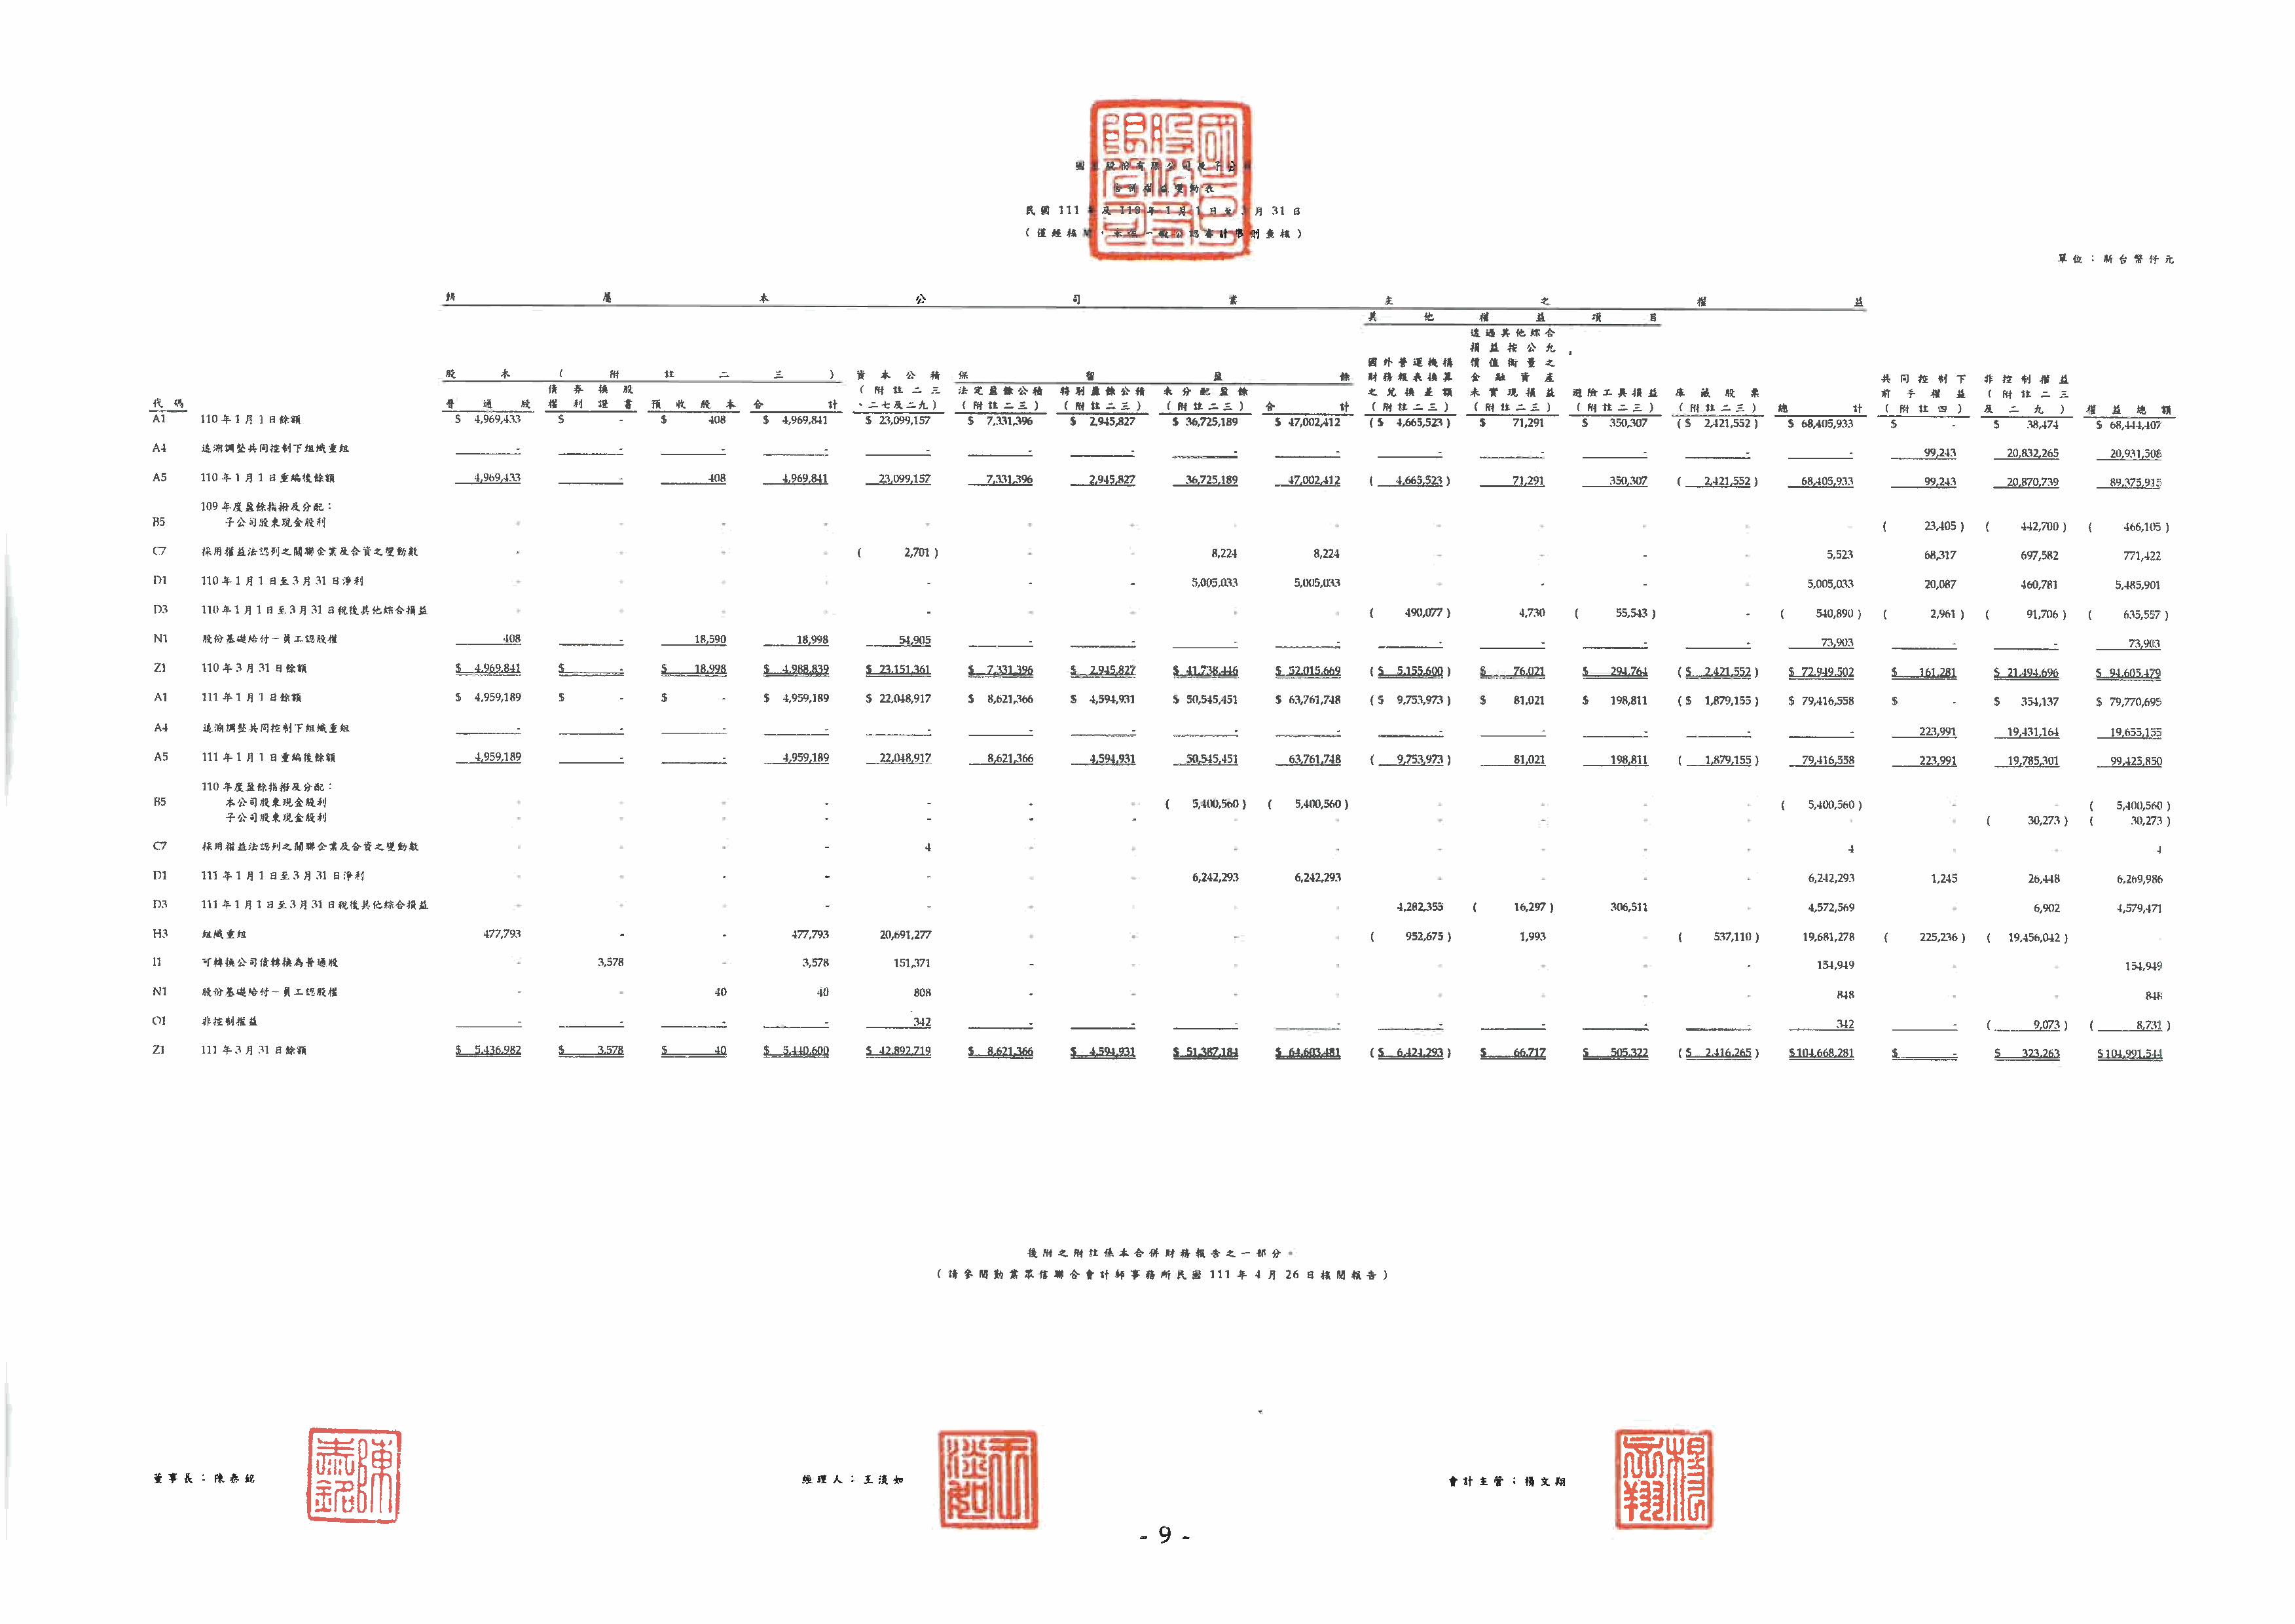 國巨股份有限公司及子公司
合併權益變動表
民國 111 年及 110 年 1 月 1 日至 3 月 31 日
(僅經核閱,未依一般公認審計準則查核)
單位:新台幣仟元
歸屬本公司業主之權益
其他權益項目
股本(附註二三) 資本公積(附註二三、二七及二九) 保留盈餘 國外營運機構財務報表換算之兌換差額(附註二三) 透過其他綜合損益按公允價值衡量之金融資產未實現損益(附註二三) 避險工具損益(附註二三) 庫藏股票(附註二三) 總計 共同控制下前手權益(附註四) 非控制權益(附註二三及二九) 權益總額
代碼 普通股 債券換股權利證書 預收股本 合計 法定盈餘公積(附註二三) 特別盈餘公積(附註二三) 未分配盈餘(附註二三) 合計
A1 110 年 1 月 1 日餘額 $ 4,969,433 $ - $ 408 $ 4,969,841 $ 23,099,157 $ 7,331,396 $ 2,945,827 $ 36,725,189 $ 47,002,412 ($ 4,665,523) $ 71,291 $ 350,307 ($ 2,421,552) $ 68,405,933 $ - $ 38,474 $ 68,444,407
A4 追溯調整共同控制下組織重組 - - - - - - - - - - - - - - 99,243 20,832,265 20,931,508
A5 110 年 1 月 1 日重編後餘額 4,969,433 - 408 4,969,841 23,099,157 7,331,396 2,945,827 36,725,189 47,002,412 ( 4,665,523) 71,291 350,307 ( 2,421,552) 68,405,933 99,243 20,870,739 89,375,915
109 年度盈餘指撥及分配:
B5 子公司股東現金股利 - - - - - - - - - - - - - - ( 23,405) ( 442,700) ( 466,105)
C7 採用權益法認列之關聯企業及合資之變動數 - - - - ( 2,701) - - 8,224 8,224 - - - - 5,523 68,317 697,582 771,422
D1 110 年 1 月 1 日至 3 月 31 日淨利 - - - - - - - 5,005,033 5,005,033 - - - - 5,005,033 20,087 460,781 5,485,901
D3 110 年 1 月 1 日至 3 月 31 日稅後其他綜合損益 - - - - - - - - - ( 490,077) 4,730 ( 55,543) - ( 540,890) ( 2,961) ( 91,706) ( 635,557)
N1 股份基礎給付-員工認股權 408 - 18,590 18,998 54,905 - - - - - - - - 73,903 - - 73,903
Z1 110 年 3 月 31 日餘額 $ 4,969,841 $ - $ 18,998 $ 4,988,839 $ 23,151,361 $ 7,331,396 $ 2,945,827 $ 41,738,446 $ 52,015,669 ($ 5,155,600) $ 76,021 $ 294,764 ($ 2,421,552) $ 72,949,502 $ 161,281 $ 21,494,696 $ 94,605,479
A1 111 年 1 月 1 日餘額 $ 4,959,189 $ - $ - $ 4,959,189 $ 22,048,917 $ 8,621,366 $ 4,594,931 $ 50,545,451 $ 63,761,748 ($ 9,753,973) $ 81,021 $ 198,811 ($ 1,879,155) $ 79,416,558 $ - $ 354,137 $ 79,770,695
A4 追溯調整共同控制下組織重組 - - - - - - - - - - - - - - 223,991 19,431,164 19,655,155
A5 111 年 1 月 1 日重編後餘額 4,959,189 - - 4,959,189 22,048,917 8,621,366 4,594,931 50,545,451 63,761,748 ( 9,753,973) 81,021 198,811 ( 1,879,155) 79,416,558 223,991 19,785,301 99,425,850
110 年度盈餘指撥及分配:
B5 本公司股東現金股利 - - - - - - - ( 5,400,560) ( 5,400,560) - - - - ( 5,400,560) - - ( 5,400,560)
子公司股東現金股利 - - - - - - - - - - - - - - - ( 30,273) ( 30,273)
C7 採用權益法認列之關聯企業及合資之變動數 - - - - 4 - - - - - - - - 4 - - 4
D1 111 年 1 月 1 日至 3 月 31 日淨利 - - - - - - - 6,242,293 6,242,293 - - - - 6,242,293 1,245 26,448 6,269,986
D3 111 年 1 月 1 日至 3 月 31 日稅後其他綜合損益 - - - - - - - - - 4,282,355 ( 16,297) 306,511 - 4,572,569 - 6,902 4,579,471
H3 組織重組 477,793 - - 477,793 20,691,277 - - - - ( 952,675) 1,993 - ( 537,110) 19,681,278 ( 225,236) ( 19,456,042) -
I1 可轉換公司債轉換為普通股 - 3,578 - 3,578 151,371 - - - - - - - - 154,949 - - 154,949
N1 股份基礎給付-員工認股權 - - 40 40 808 - - - - - - - - 848 - - 848
O1 非控制權益 - - - - 342 - - - - - - - - 342 - ( 9,073) ( 8,731)
Z1 111 年 3 月 31 日餘額 $ 5,436,982 $ 3,578 $ 40 $ 5,440,600 $ 42,892,719 $ 8,621,366 $ 4,594,931 $ 51,387,184 $ 64,603,481 ($ 6,424,293) $ 66,717 $ 505,322 ($ 2,416,265) $104,668,281 $ - $ 323,263 $104,991,544
後附之附註係本合併財務報告之一部分。
(請參閱勤業眾信聯合會計師事務所民國 111 年 4 月 26 日核閱報告)
董事長:陳泰銘
陳泰銘
經理人:王淡如
王淡如
會計主管:楊文翔
楊文翔
- 9 -